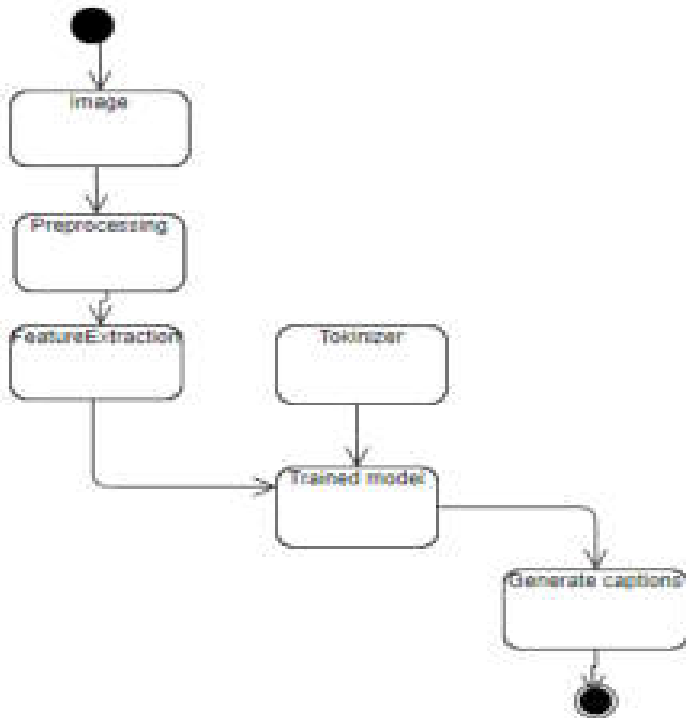 Image
Preprocessing
FeatureExtraction
Tokinizer
Trained model
Generate captions